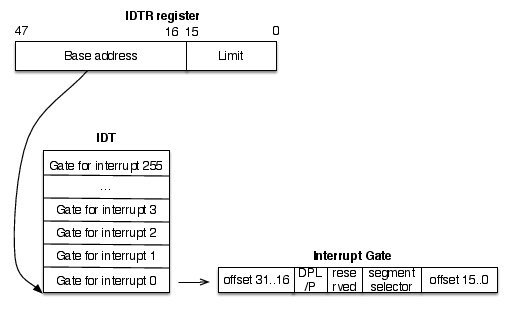 IDTR register
47 16 15 0
Base address Limit
IDT
Gate for interrupt 255
...
Gate for interrupt 3
Gate for interrupt 2
Gate for interrupt 1
Gate for interrupt 0
Interrupt Gate
offset 31..16 DPL rese segment offset 15..0
/P rved selector